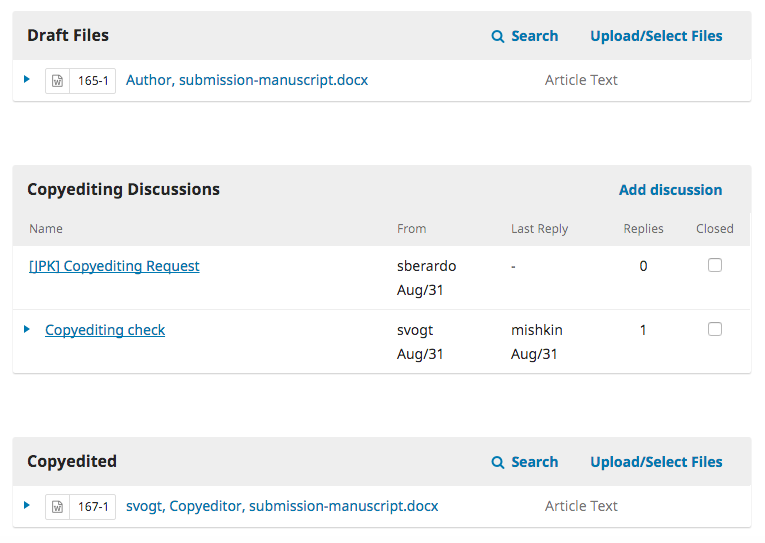 Draft Files Search Upload/Select Files
165-1 Author, submission-manuscript.docx Article Text
Copyediting Discussions Add discussion
Name From Last Reply Replies Closed
[JPK] Copyediting Request sberardo - 0
Aug/31
Copyediting check svogt mishkin 1
Aug/31 Aug/31
Copyedited Search Upload/Select Files
167-1 svogt, Copyeditor, submission-manuscript.docx Article Text